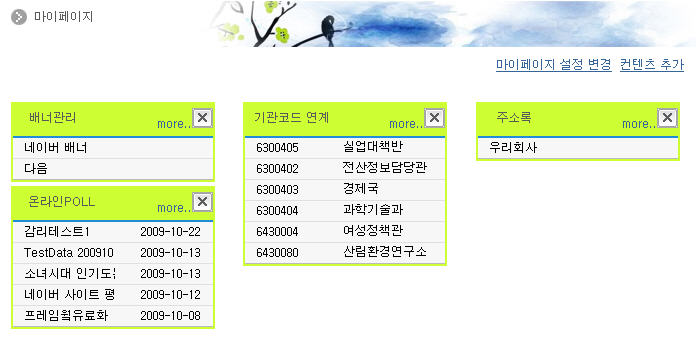 마이페이지
마이페이지 설정 변경 컨텐츠 추가
배너관리 more..
네이버 배너
다음
온라인POLL more..
감리테스트1 2009-10-22
TestData 200910 2009-10-13
소녀시대 인기도 2009-10-13
네이버 사이트 평 2009-10-12
프레임웍유료화 2009-10-08
기관코드 연계 more..
6300405 실업대책반
6300402 전산정보담당관
6300403 경제국
6300404 과학기술과
6430004 여성정책관
6430080 산림환경연구소
주소록 more..
우리회사